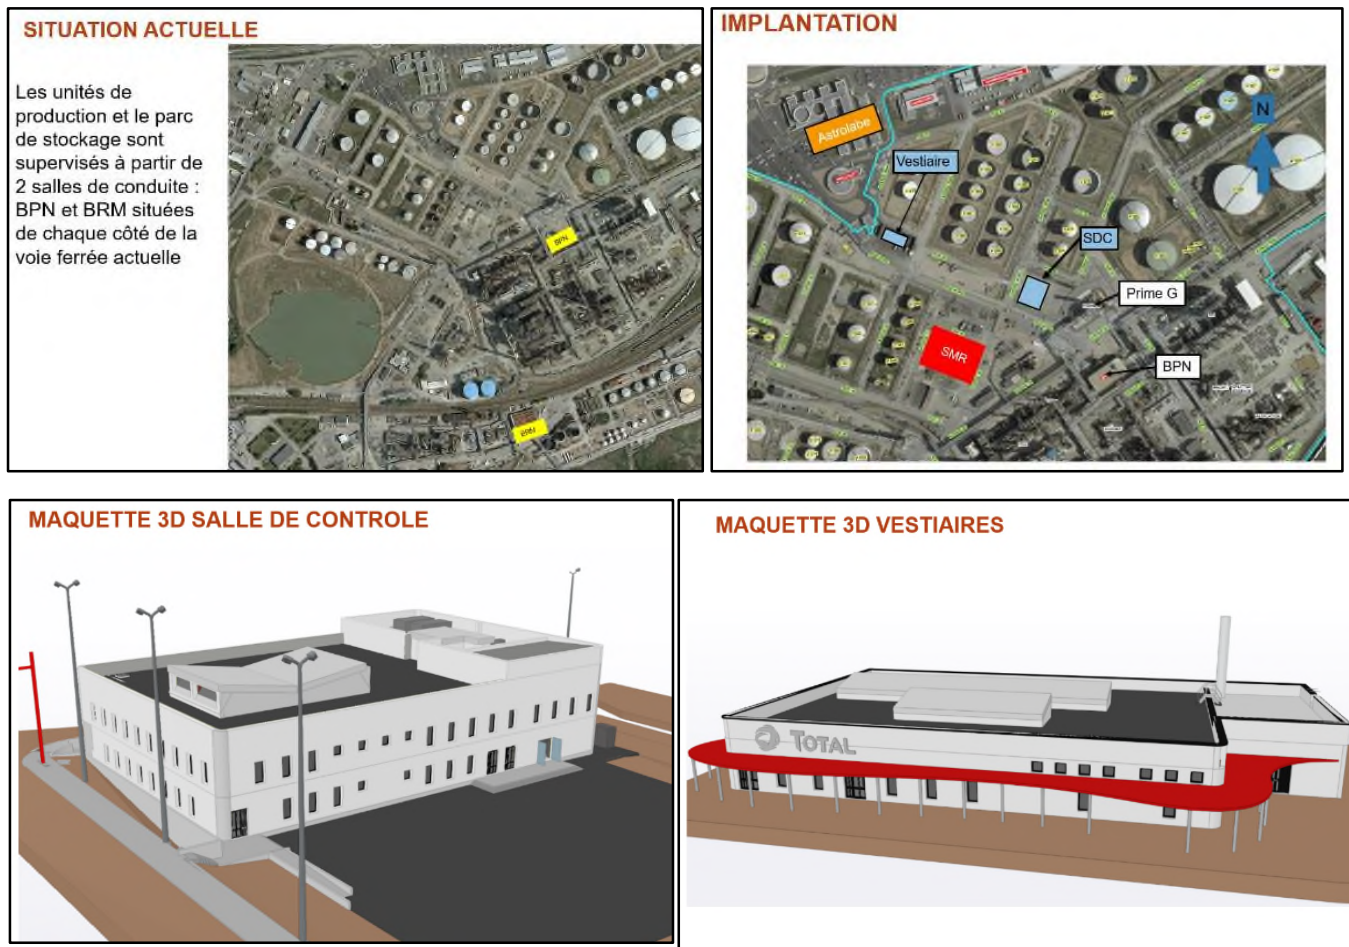 SITUATION ACTUELLE
Les unités de
production et le parc
de stockage sont
supervisés à partir de
2 salles de conduite :
BPN et BRM situées
de chaque côté de la
voie ferrée actuelle
BPN
BRM
IMPLANTATION
Astrolabe
N
Vestiaire
SDC
Prime G
SMR
BPN
MAQUETTE 3D SALLE DE CONTROLE
MAQUETTE 3D VESTIAIRES
TOTAL